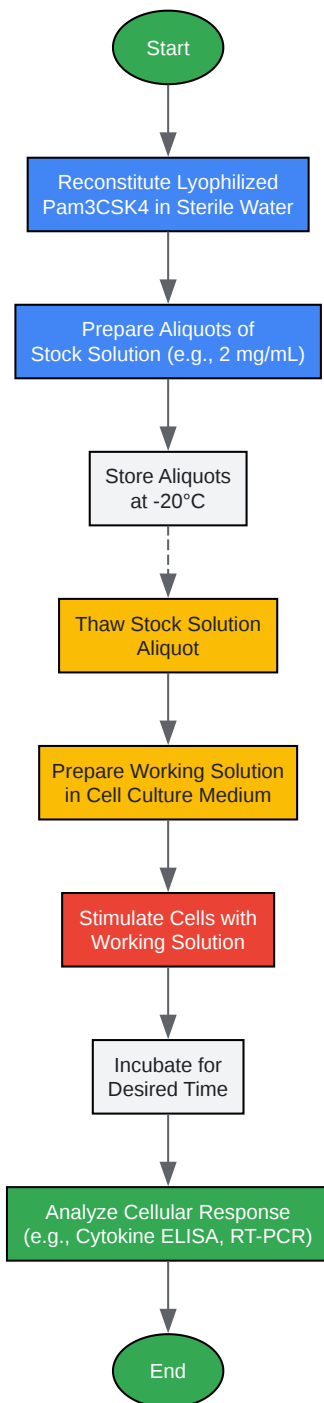 Start
Reconstitute Lyophilized
Pam3CSK4 in Sterile Water
Prepare Aliquots of
Stock Solution (e.g., 2 mg/mL)
Store Aliquots
at -20°C
Thaw Stock Solution
Aliquot
Prepare Working Solution
in Cell Culture Medium
Stimulate Cells with
Working Solution
Incubate for
Desired Time
Analyze Cellular Response
(e.g., Cytokine ELISA, RT-PCR)
End